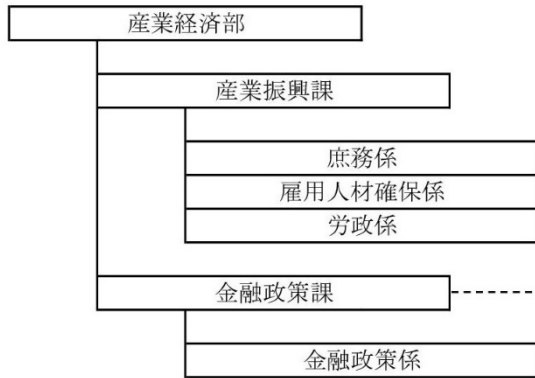 産業経済部
産業振興課
庶務係
雇用人材確保係
労政係
金融政策課
金融政策係